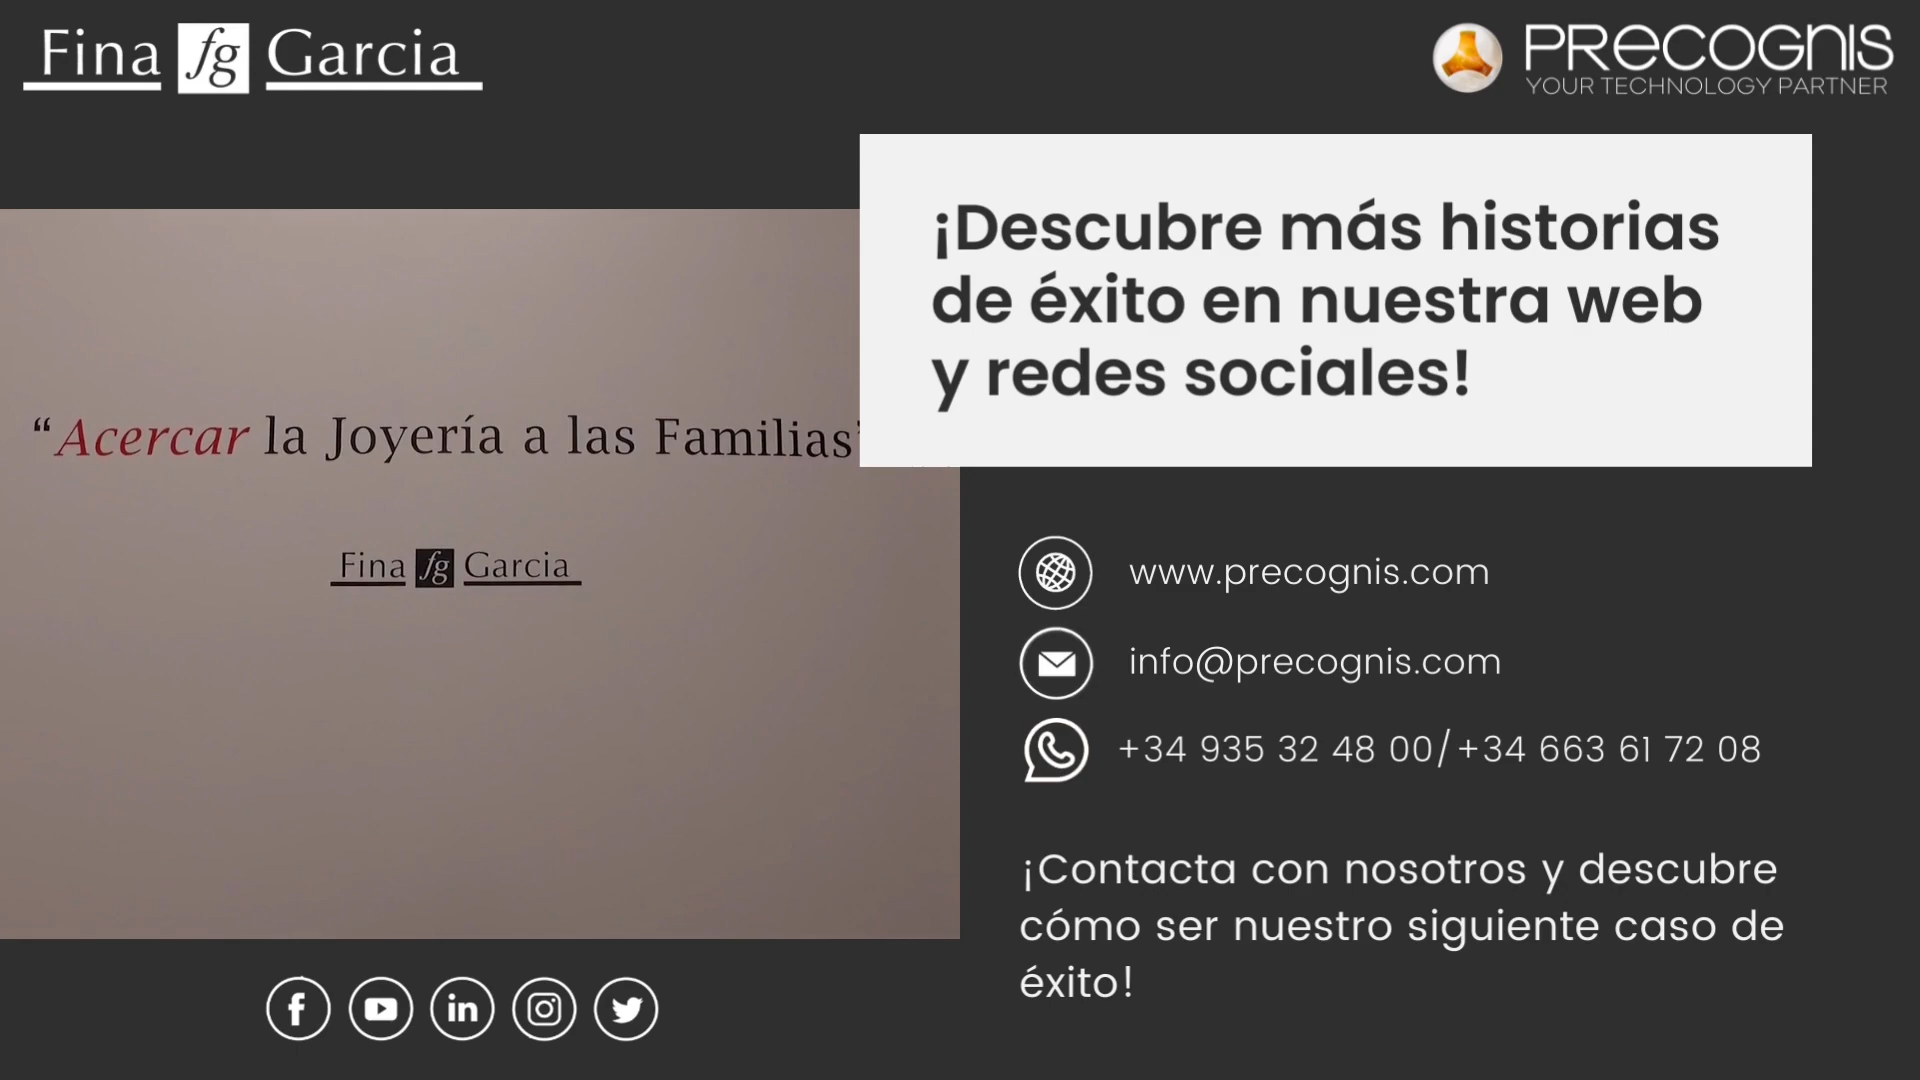 Fina fg Garcia
PRECOGNIS
YOUR TECHNOLOGY PARTNER
¡Descubre más historias
de éxito en nuestra web
y redes sociales!
“Acercar la Joyería a las Familias”
Fina fg Garcia
www.precognis.com
info@precognis.com
+34 935 32 48 00/+34 663 61 72 08
¡Contacta con nosotros y descubre
cómo ser nuestro siguiente caso de
éxito!